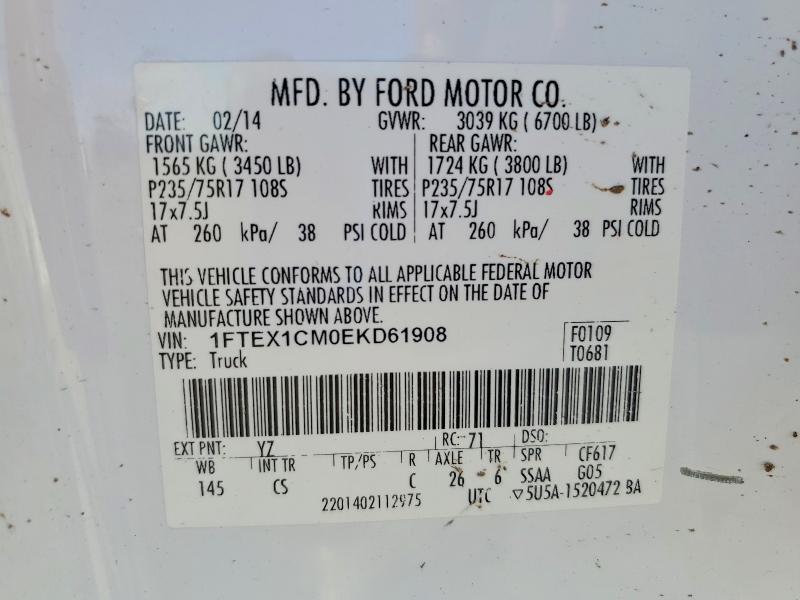 MFD. BY FORD MOTOR CO.
DATE: 02/14 GVWR: 3039 KG ( 6700 LB)
FRONT GAWR: REAR GAWR:
1565 KG ( 3450 LB) WITH 1724 KG ( 3800 LB) WITH
P235/75R17 108S TIRES P235/75R17 108S TIRES
17x7.5J RIMS 17x7.5J RIMS
AT 260 kPa/ 38 PSI COLD AT 260 kPa/ 38 PSI COLD
THIS VEHICLE CONFORMS TO ALL APPLICABLE FEDERAL MOTOR
VEHICLE SAFETY STANDARDS IN EFFECT ON THE DATE OF
MANUFACTURE SHOWN ABOVE.
VIN: 1FTEX1CM0EKD61908 F0109
TYPE: Truck T0681
EXT PNT: YZ RC: 71 DSO:
WB INT TR TP/PS R AXLE TR SPR CF617
145 CS C 26 6 SSAA G05
2201402112975 UTC ▽5U5A-1520472 BA